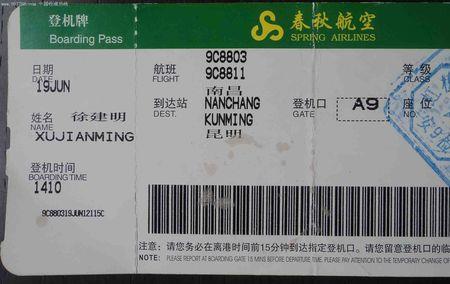 登机牌
Boarding Pass
春秋航空
SPRING AIRLINES
日期
DATE
19JUN
航班
FLIGHT
9C8803
9C8811
等级
CLASS
南昌
到达站
DEST.
NANCHANG
KUNMING
昆明
登机口
GATE
A9
座位
NO.
姓名
NAME
徐建明
XUJIANMING
登机时间
BOARDING TIME
1410
9C880319JUN12115C
注意: 请您务必在离港时间前15分钟到达指定登机口。请您留意登机口的临
NOTE: PLEASE REPORT AT BOARDING GATE 15 MINS BEFORE DEPARTURE TIME. PLEASE PAY ATTENTION TO THE TEMPORARY CHANGE OF